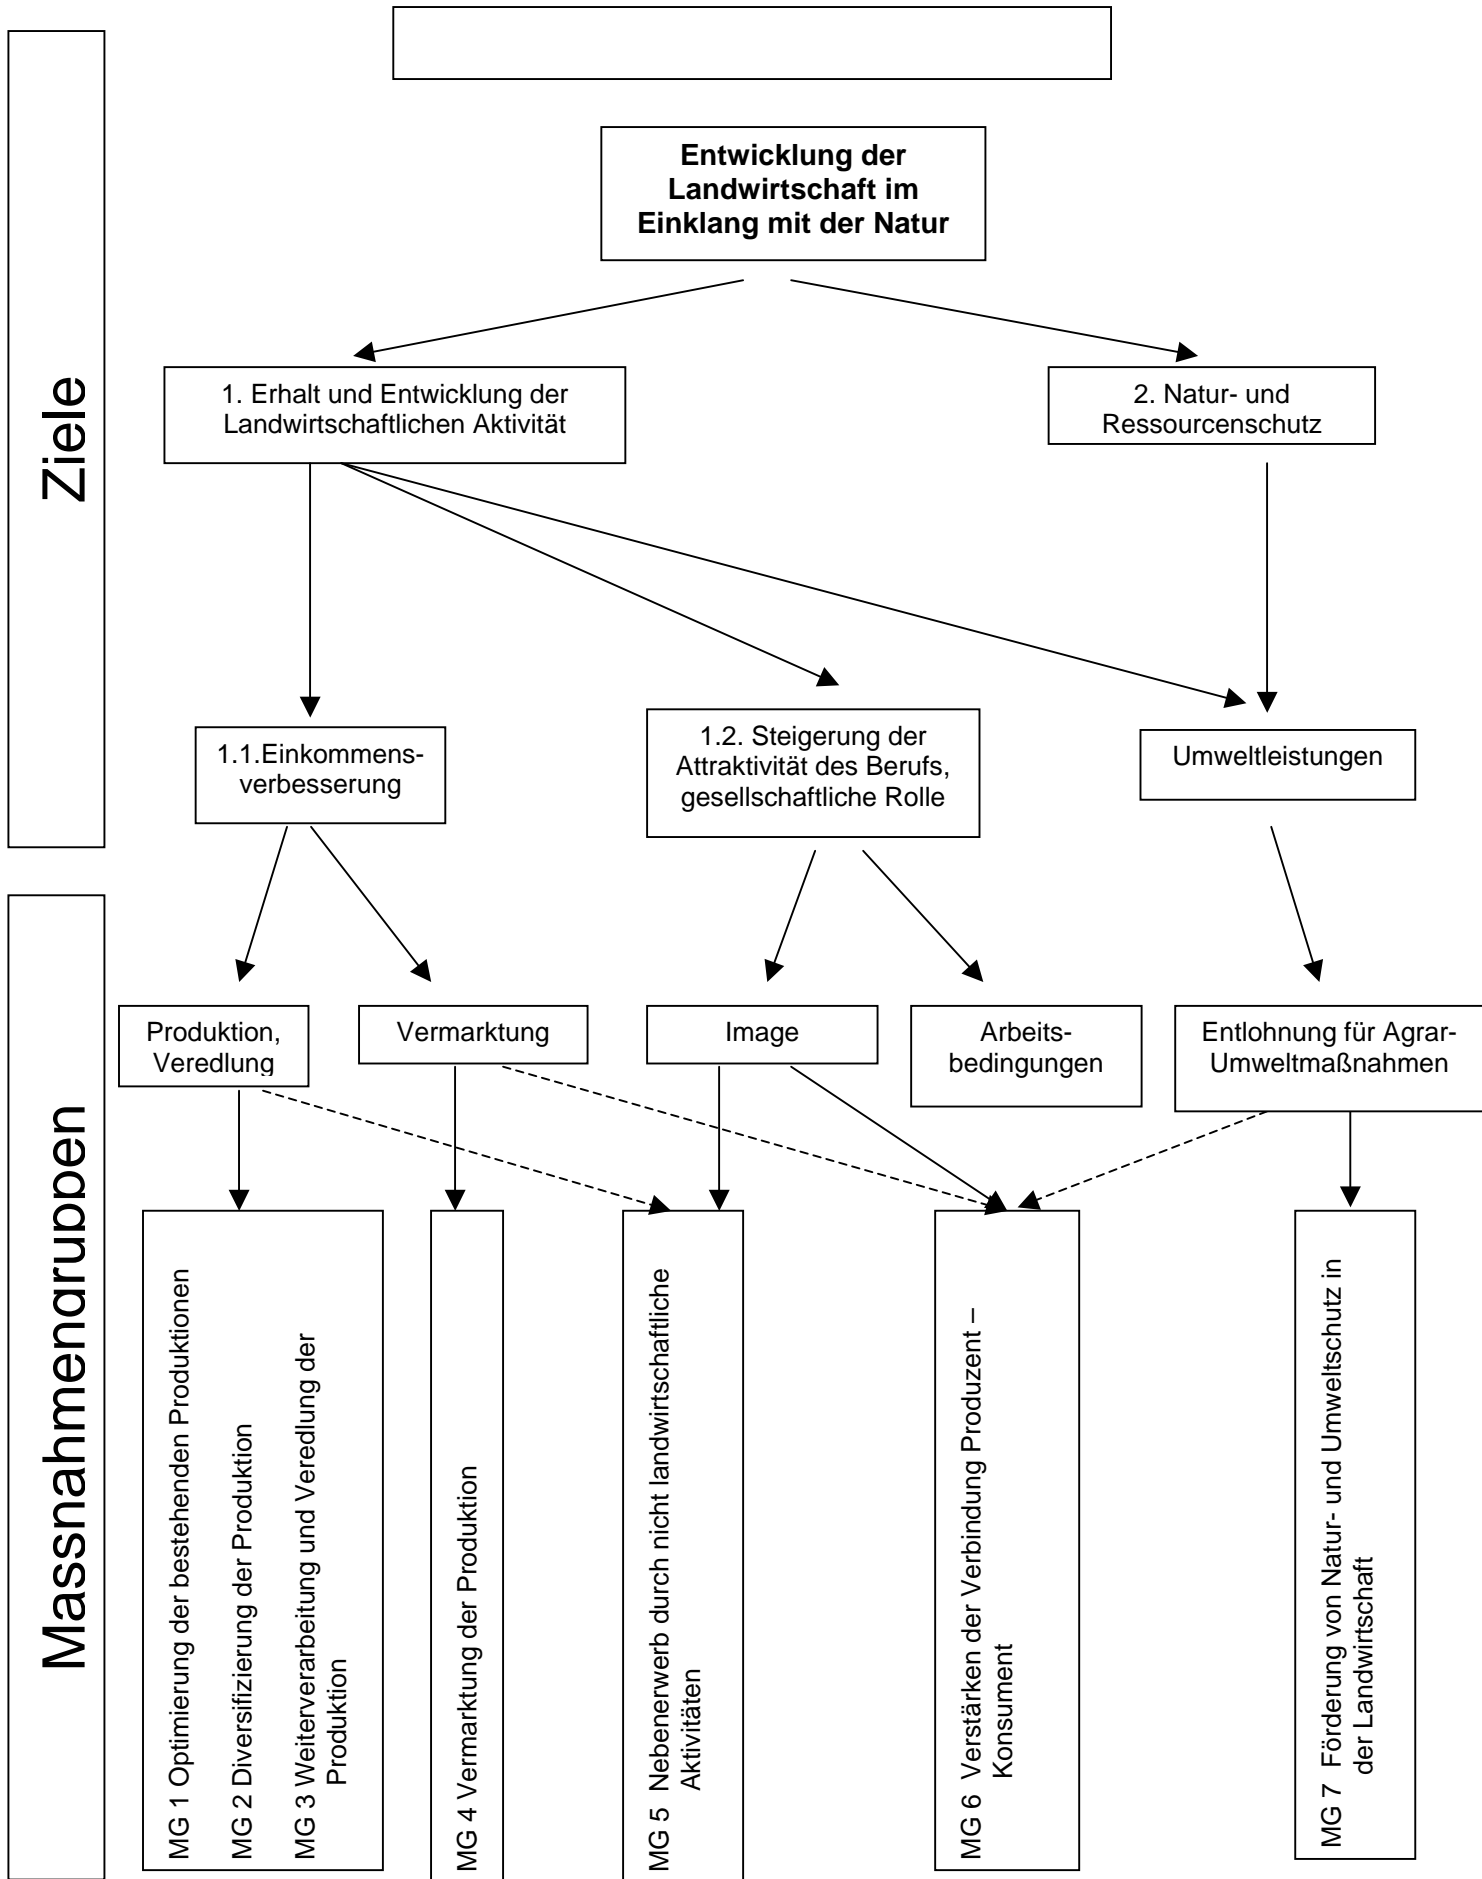 Ziele
Entwicklung der
Landwirtschaft im
Einklang mit der Natur
1. Erhalt und Entwicklung der
Landwirtschaftlichen Aktivität
2. Natur- und
Ressourcenschutz
1.1.Einkommens-
verbesserung
1.2. Steigerung der
Attraktivität des Berufs,
gesellschaftliche Rolle
Umweltleistungen
Massnahmengruppen
Produktion,
Veredlung
Vermarktung
Image
Arbeits-
bedingungen
Entlohnung für Agrar-
Umweltmaßnahmen
MG 1 Optimierung der bestehenden Produktionen
MG 2 Diversifizierung der Produktion
MG 3 Weiterverarbeitung und Veredlung der
Produktion
MG 4 Vermarktung der Produktion
MG 5 Nebenerwerb durch nicht landwirtschaftliche
Aktivitäten
MG 6 Verstärken der Verbindung Produzent –
Konsument
MG 7 Förderung von Natur- und Umweltschutz in
der Landwirtschaft